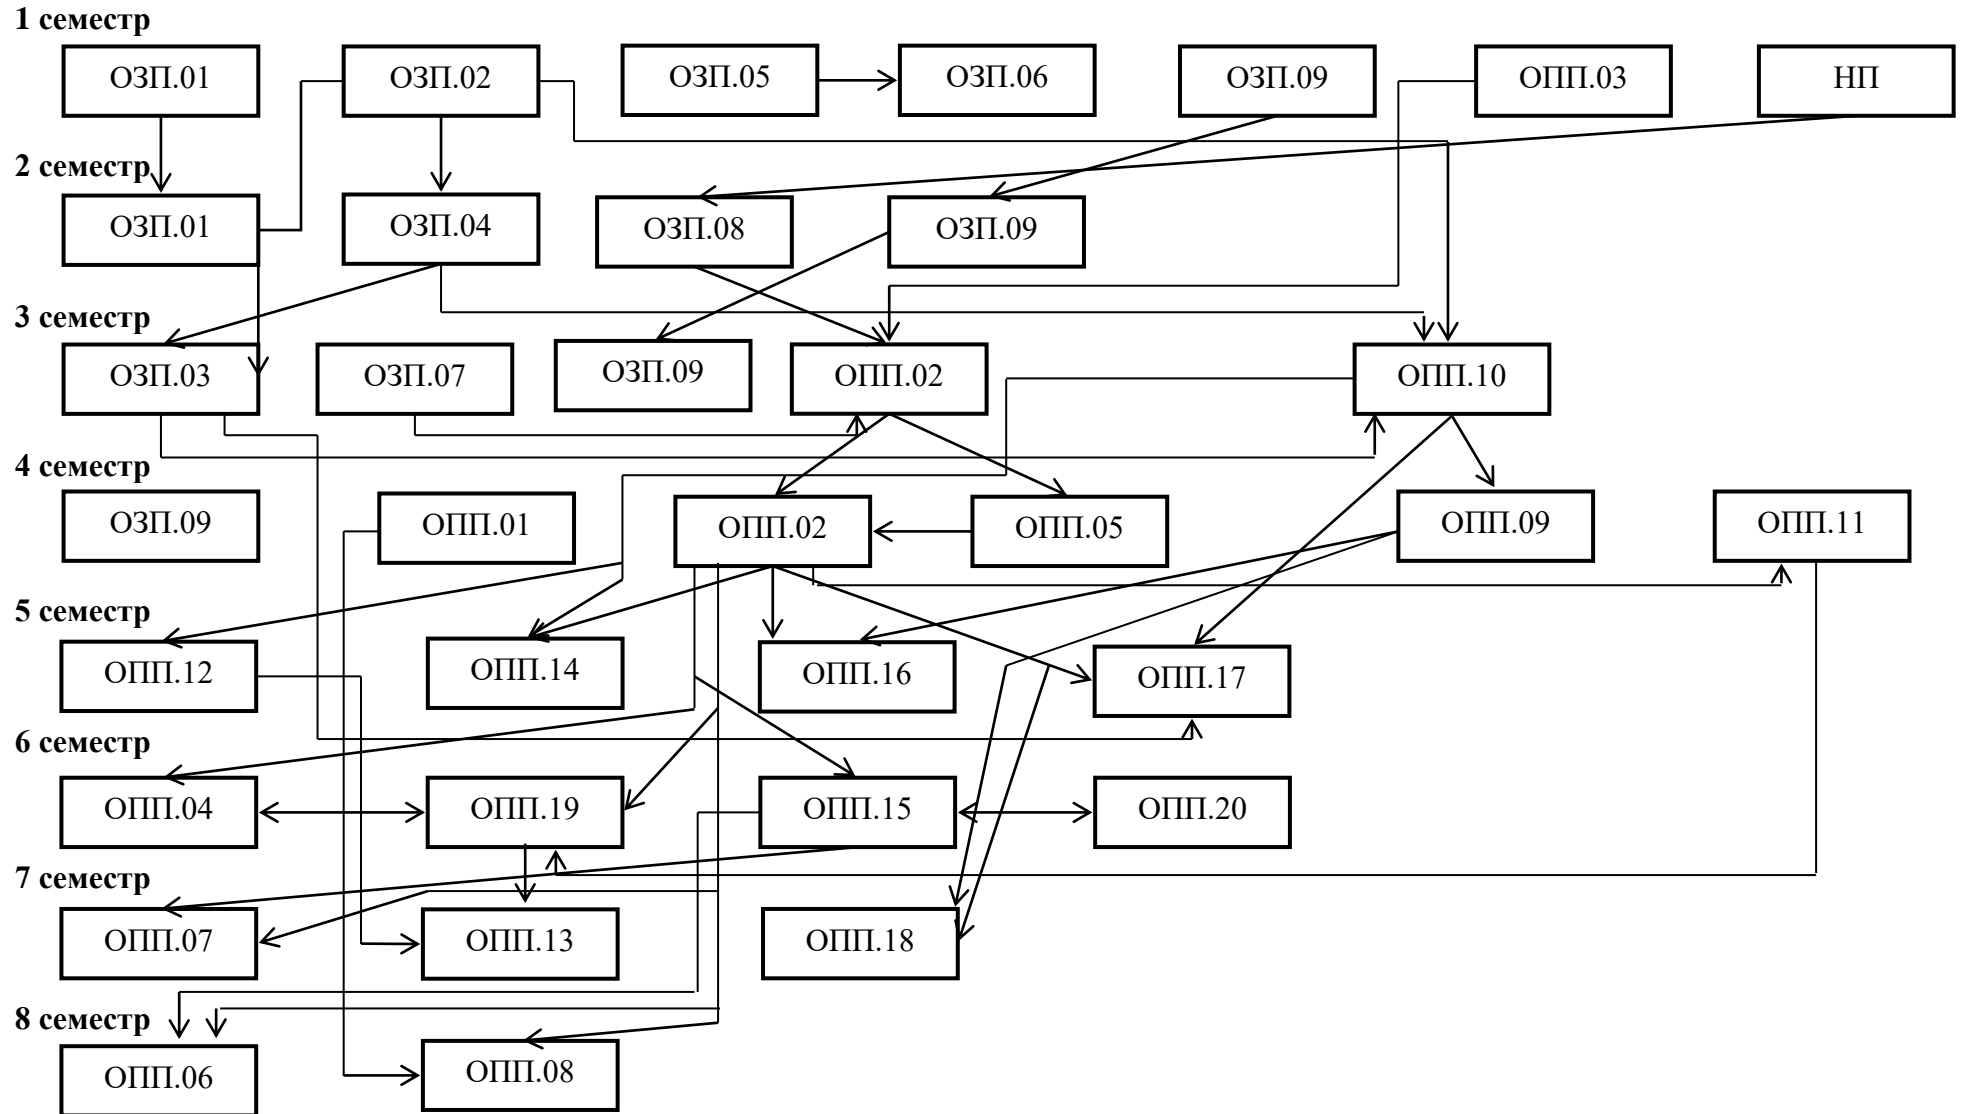 1 семестр
ОЗП.01 ОЗП.02 ОЗП.05 ОЗП.06 ОЗП.09 ОПП.03 НП
2 семестр
ОЗП.01 ОЗП.04 ОЗП.08 ОЗП.09
3 семестр
ОЗП.03 ОЗП.07 ОЗП.09 ОПП.02 ОПП.10
4 семестр
ОЗП.09 ОПП.01 ОПП.02 ОПП.05 ОПП.09 ОПП.11
5 семестр
ОПП.12 ОПП.14 ОПП.16 ОПП.17
6 семестр
ОПП.04 ОПП.19 ОПП.15 ОПП.20
7 семестр
ОПП.07 ОПП.13 ОПП.18
8 семестр
ОПП.06 ОПП.08